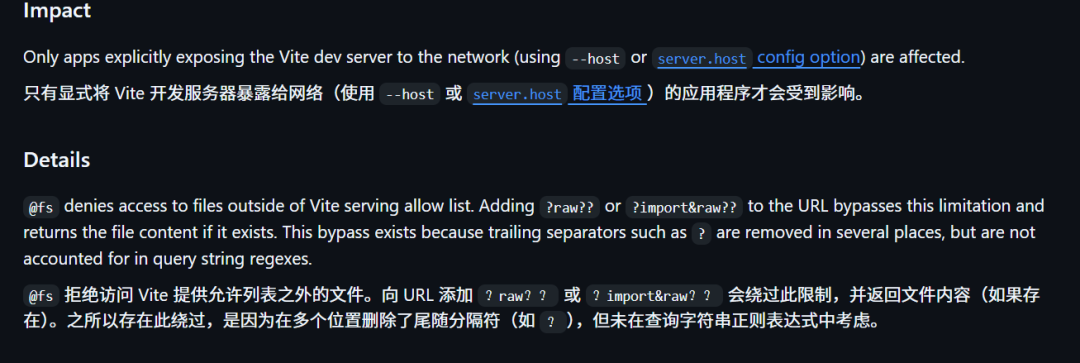 Impact
Only apps explicitly exposing the Vite dev server to the network (using --host or server.host config option) are affected.
只有显式将 Vite 开发服务器暴露给网络（使用 --host 或 server.host 配置选项 ）的应用程序才会受到影响。
Details
@fs denies access to files outside of Vite serving allow list. Adding ?raw?? or ?import&raw?? to the URL bypasses this limitation and
returns the file content if it exists. This bypass exists because trailing separators such as ? are removed in several places, but are not
accounted for in query string regexes.
@fs 拒绝访问 Vite 提供允许列表之外的文件。向 URL 添加 ？raw？？ 或 ？import&raw？？ 会绕过此限制，并返回文件内容（如果存
在）。之所以存在此绕过，是因为在多个位置删除了尾随分隔符（如 ？），但未在查询字符串正则表达式中考虑。